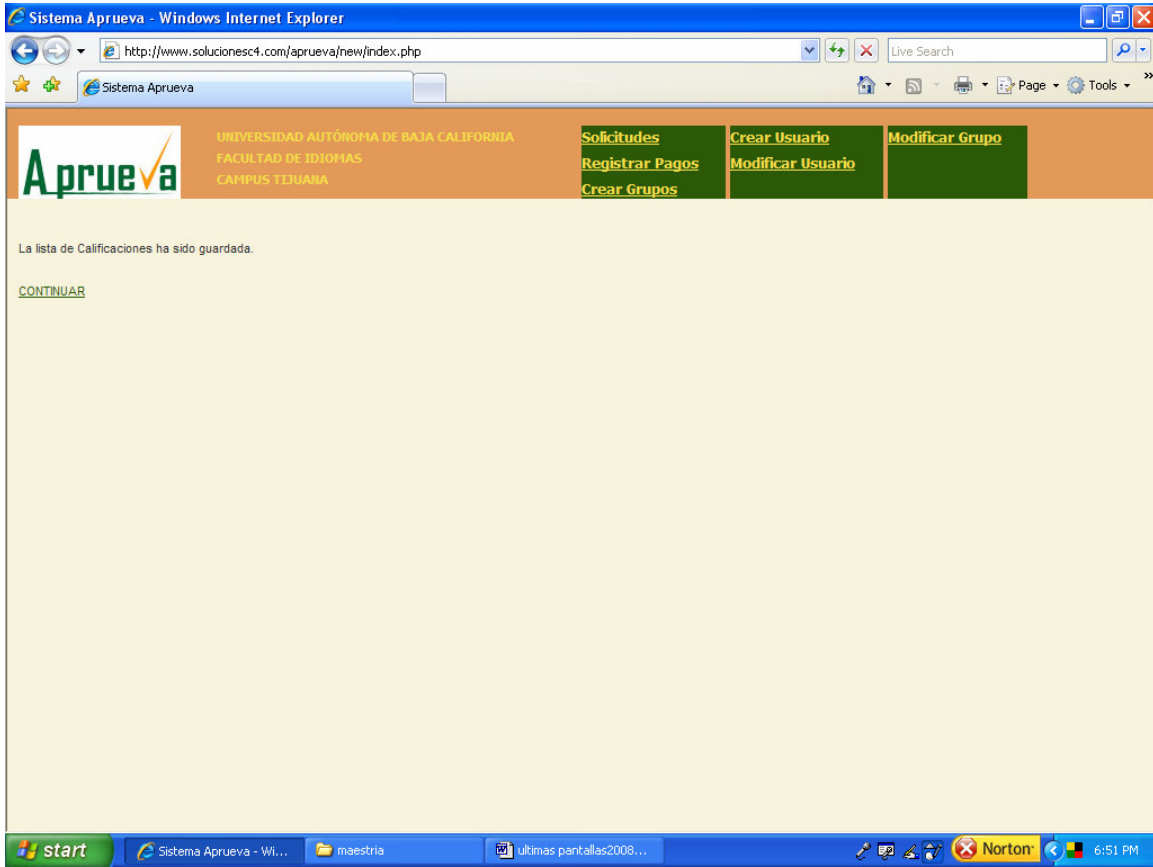 Sistema Aprueva - Windows Internet Explorer
http://www.solucionesc4.com/aprueva/new/index.php
Live Search
Sistema Aprueva
Page
Tools
»
Aprueva
UNIVERSIDAD AUTÓNOMA DE BAJA CALIFORNIA
FACULTAD DE IDIOMAS
CAMPUS TIJUANA
Solicitudes
Registrar Pagos
Crear Grupos
Crear Usuario
Modificar Usuario
Modificar Grupo
La lista de Calificaciones ha sido guardada.
CONTINUAR
start
Sistema Aprueva - Wi...
maestria
ultimas pantallas2008...
Norton
6:51 PM